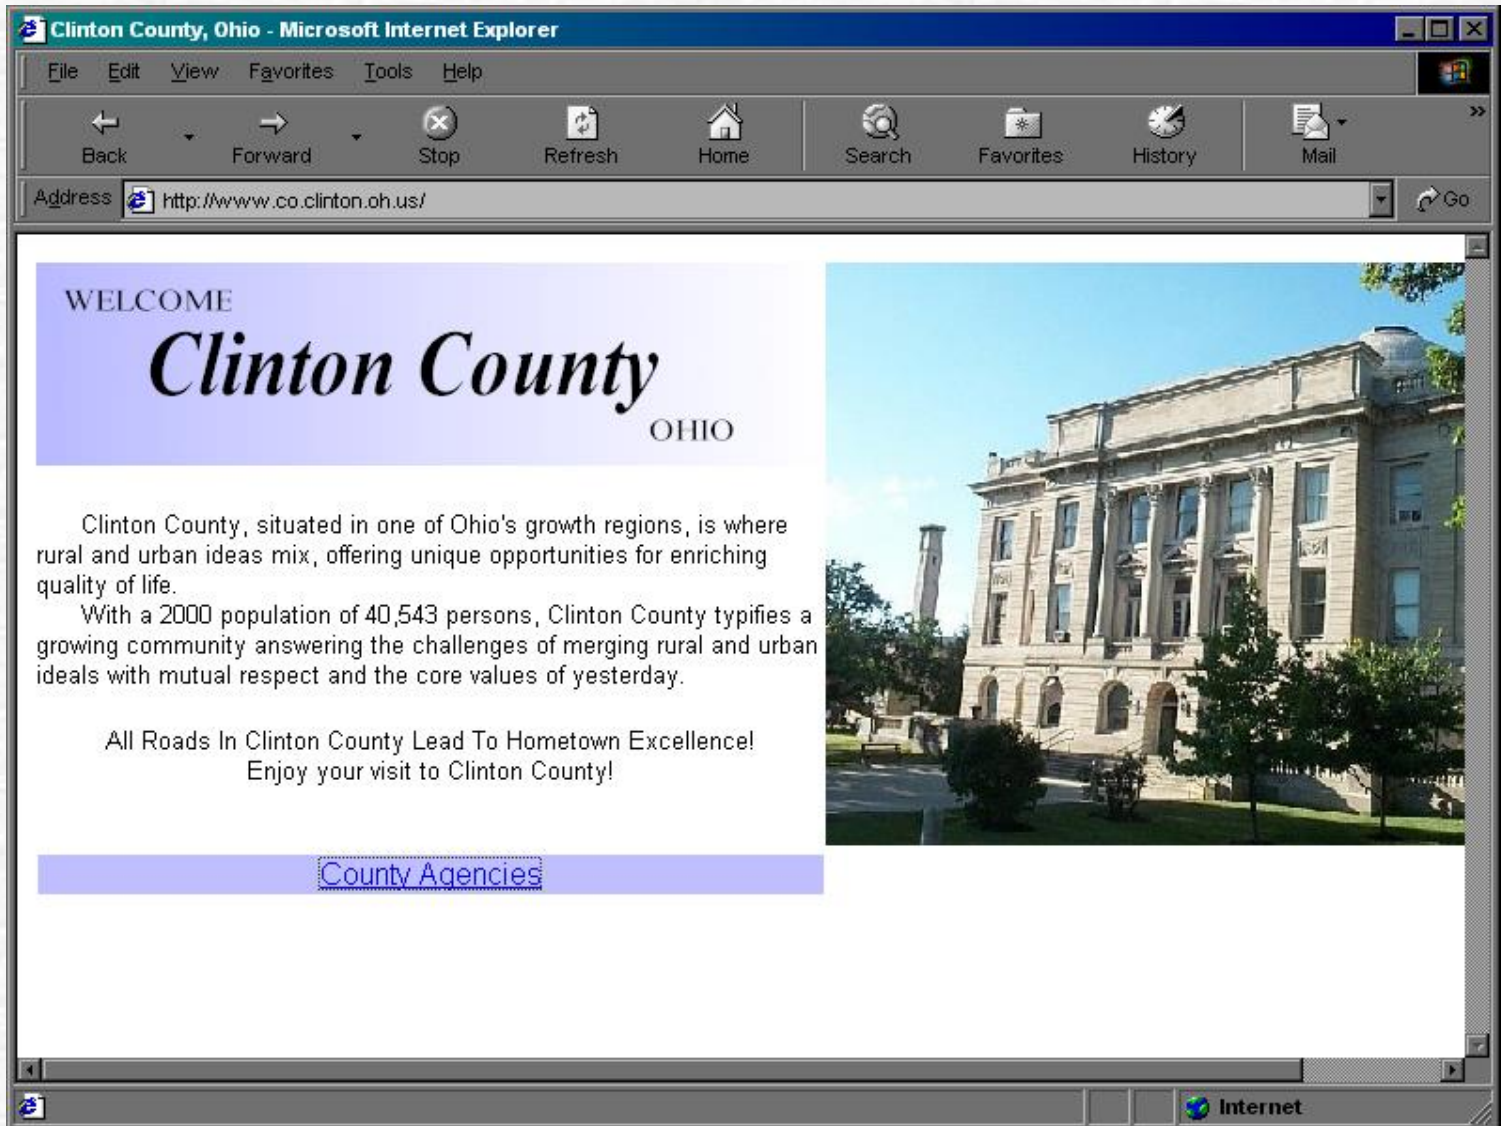 Clinton County, Ohio - Microsoft Internet Explorer
File Edit View Favorites Tools Help
Back Forward Stop Refresh Home Search Favorites History Mail »
Address http://www.co.clinton.oh.us/ Go
WELCOME
Clinton County
OHIO
Clinton County, situated in one of Ohio's growth regions, is where
rural and urban ideas mix, offering unique opportunities for enriching
quality of life.
With a 2000 population of 40,543 persons, Clinton County typifies a
growing community answering the challenges of merging rural and urban
ideals with mutual respect and the core values of yesterday.
All Roads In Clinton County Lead To Hometown Excellence!
Enjoy your visit to Clinton County!
County Agencies
Internet